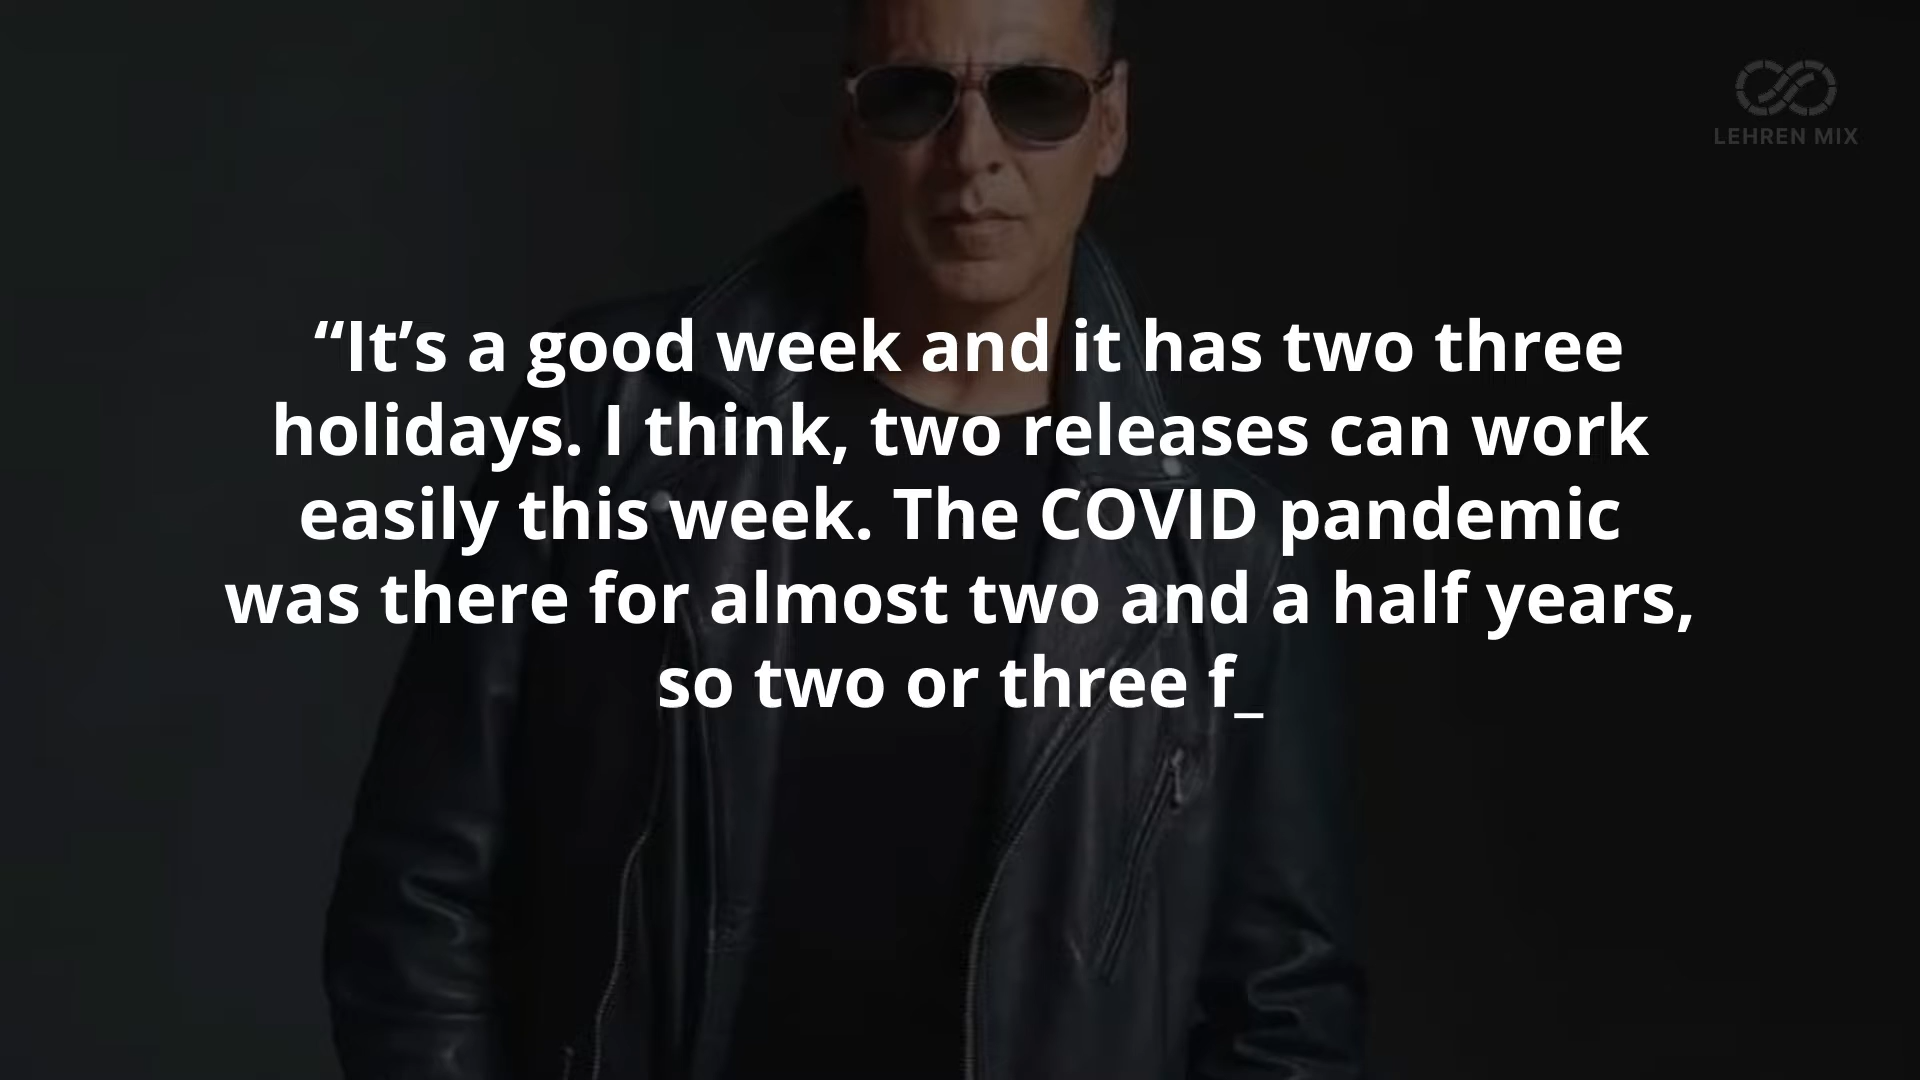 LEHREN MIX
“It’s a good week and it has two three
holidays. I think, two releases can work
easily this week. The COVID pandemic
was there for almost two and a half years,
so two or three f_